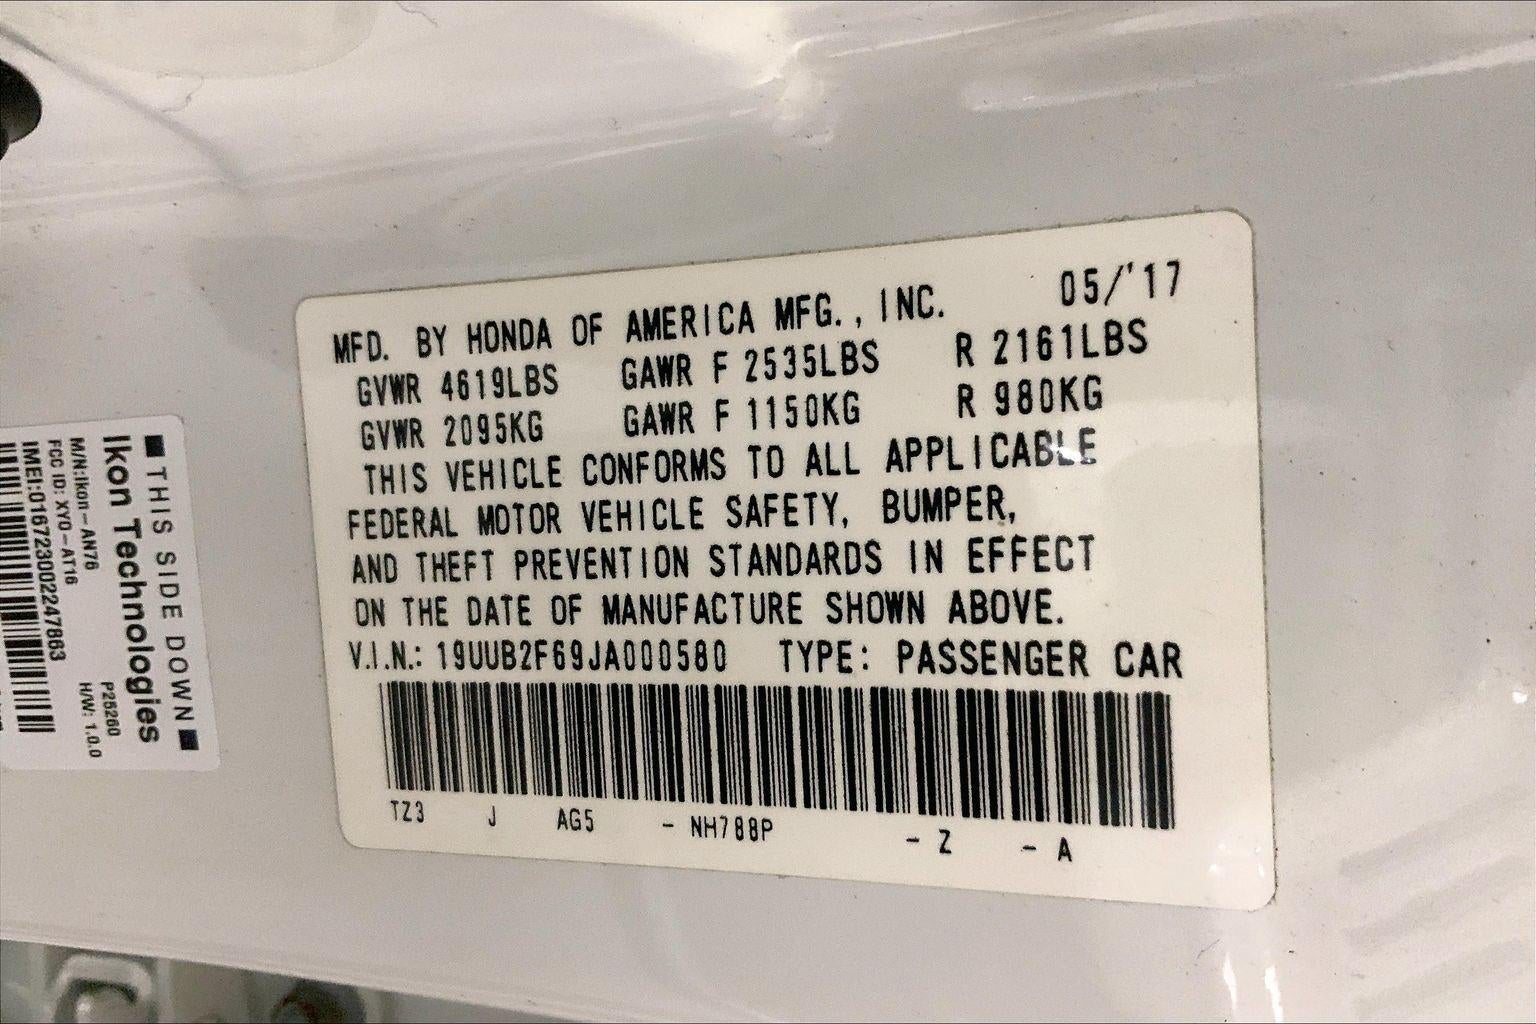 MFD. BY HONDA OF AMERICA MFG., INC. 05/'17
GVWR 4619LBS GAWR F 2535LBS R 2161LBS
GVWR 2095KG GAWR F 1150KG R 980KG
THIS VEHICLE CONFORMS TO ALL APPLICABLE
FEDERAL MOTOR VEHICLE SAFETY, BUMPER,
AND THEFT PREVENTION STANDARDS IN EFFECT
ON THE DATE OF MANUFACTURE SHOWN ABOVE.
V.I.N.: 19UUB2F69JA000580 TYPE: PASSENGER CAR
TZ3 J AG5 - NH788P - Z - A
THIS SIDE DOWN
Ikon Technologies
P25260
M/N:Ikon-AN76
H/W: 1.0.0
FCC ID: XYO-AT16
IMEI:016723002247863